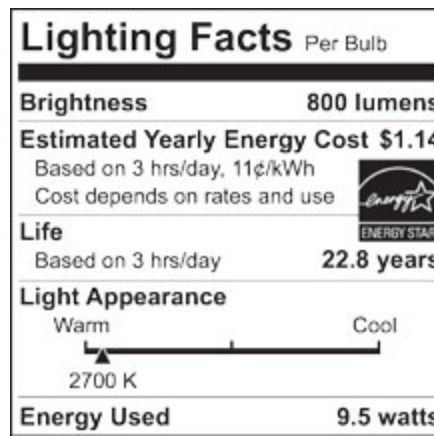 Lighting Facts Per Bulb
Brightness 800 lumens
Estimated Yearly Energy Cost $1.14
Based on 3 hrs/day, 11¢/kWh
Cost depends on rates and use
energy
ENERGY STAR
Life
Based on 3 hrs/day 22.8 years
Light Appearance
Warm Cool
2700 K
Energy Used 9.5 watts